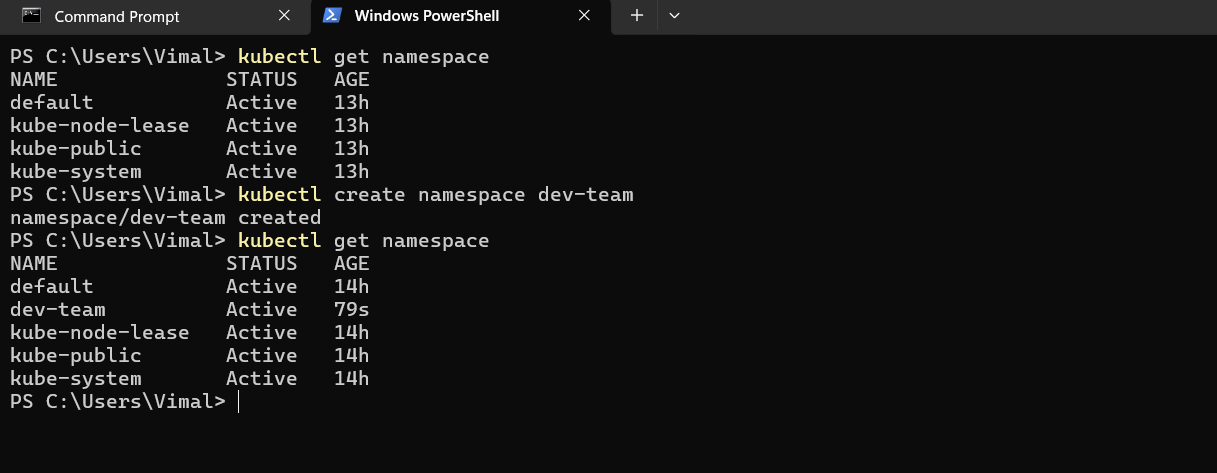 Command Prompt
Windows PowerShell
PS C:\Users\Vimal> kubectl get namespace
NAME              STATUS   AGE
default           Active   13h
kube-node-lease   Active   13h
kube-public       Active   13h
kube-system       Active   13h
PS C:\Users\Vimal> kubectl create namespace dev-team
namespace/dev-team created
PS C:\Users\Vimal> kubectl get namespace
NAME              STATUS   AGE
default           Active   14h
dev-team          Active   79s
kube-node-lease   Active   14h
kube-public       Active   14h
kube-system       Active   14h
PS C:\Users\Vimal>